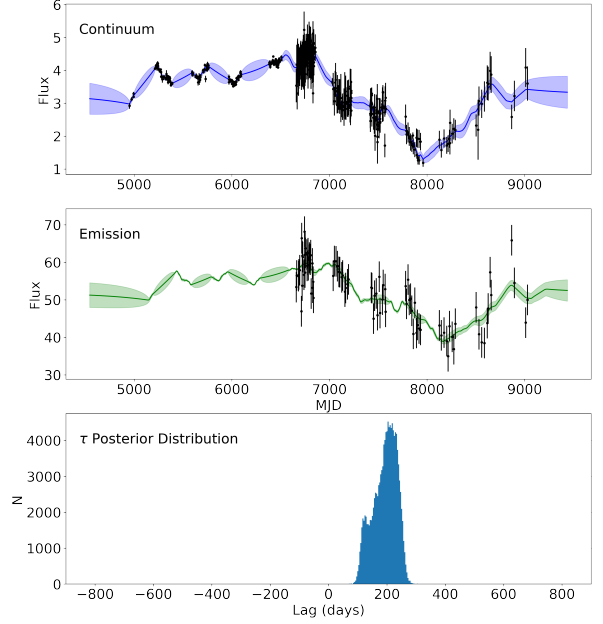 6
5
4
3
2
1
Flux
Continuum
5000 6000 7000 8000 9000
70
60
50
40
30
Flux
Emission
5000 6000 7000 8000 9000
MJD
4000
3000
2000
1000
0
N
τ Posterior Distribution
−800 −600 −400 −200 0 200 400 600 800
Lag (days)